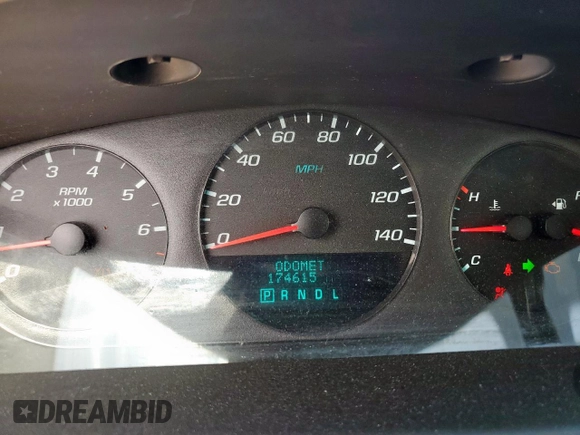 60 80
40 100
MPH
20 120
0 140
2 3 4 5 6
RPM
x 1000
0
H
C
ODOMET
174615
P R N D L
DREAMBID